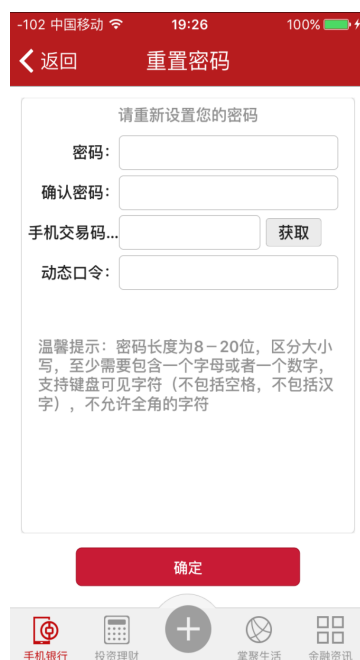 -102 中国移动 19:26 100%
返回 重置密码
请重新设置您的密码
密码：
确认密码：
手机交易码... 获取
动态口令：
温馨提示：密码长度为8－20位，区分大小
写，至少需要包含一个字母或者一个数字，
支持键盘可见字符（不包括空格，不包括汉
字），不允许全角的字符
确定
手机银行 投资理财 掌聚生活 金融资讯